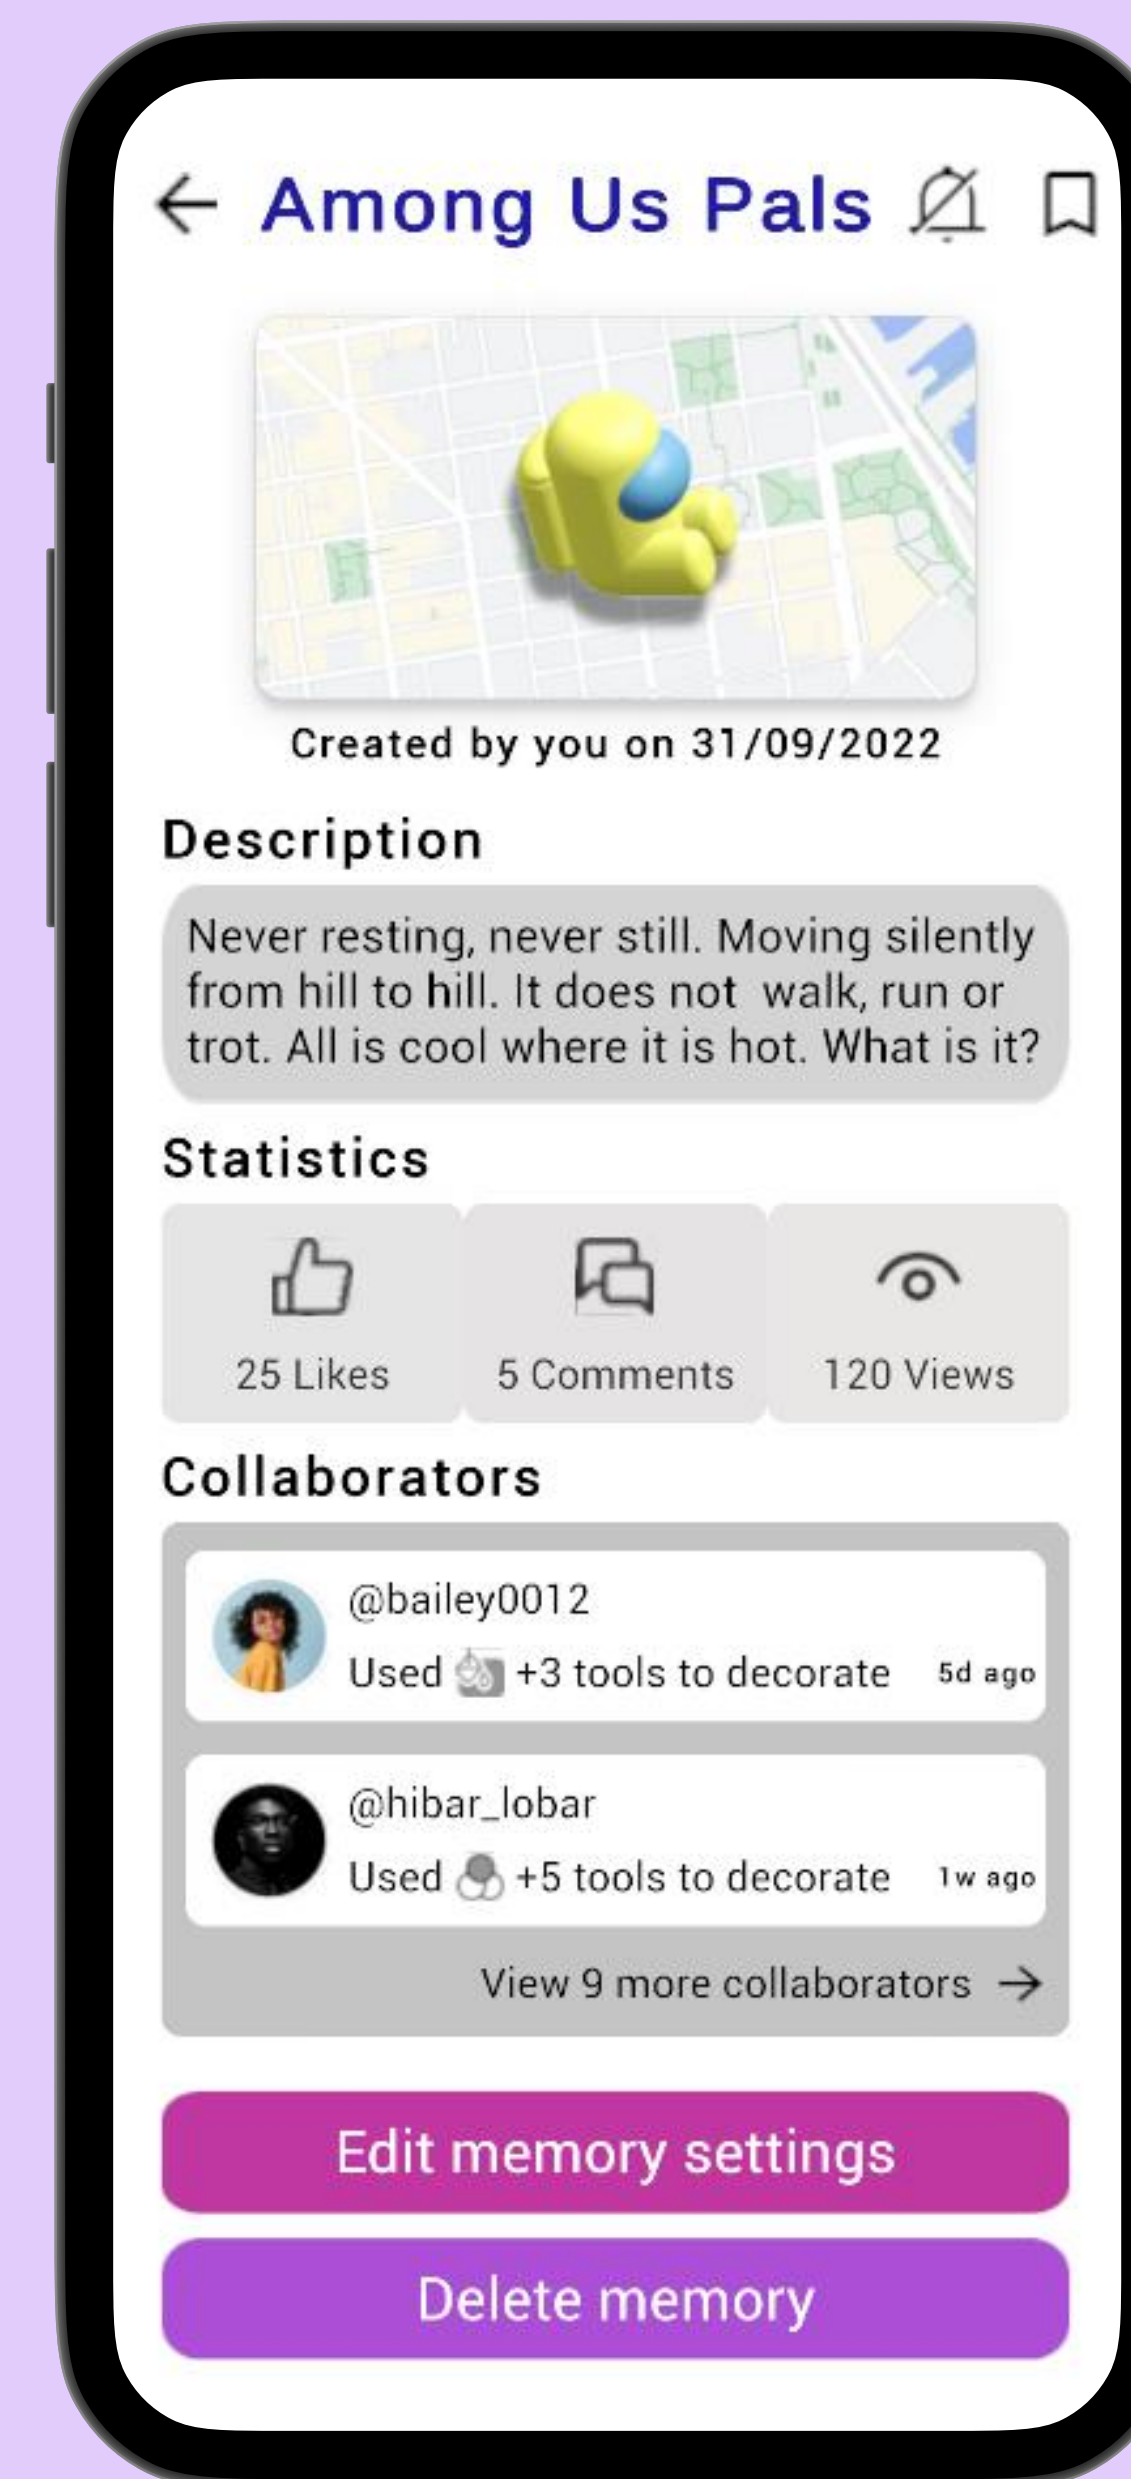 Among Us Pals
Created by you on 31/09/2022
Description
Never resting, never still. Moving silently
from hill to hill. It does not  walk, run or
trot. All is cool where it is hot. What is it?
Statistics
25 Likes
5 Comments
120 Views
Collaborators
@bailey0012
Used +3 tools to decorate 5d ago
@hibar_lobar
Used +5 tools to decorate 1w ago
View 9 more collaborators
Edit memory settings
Delete memory